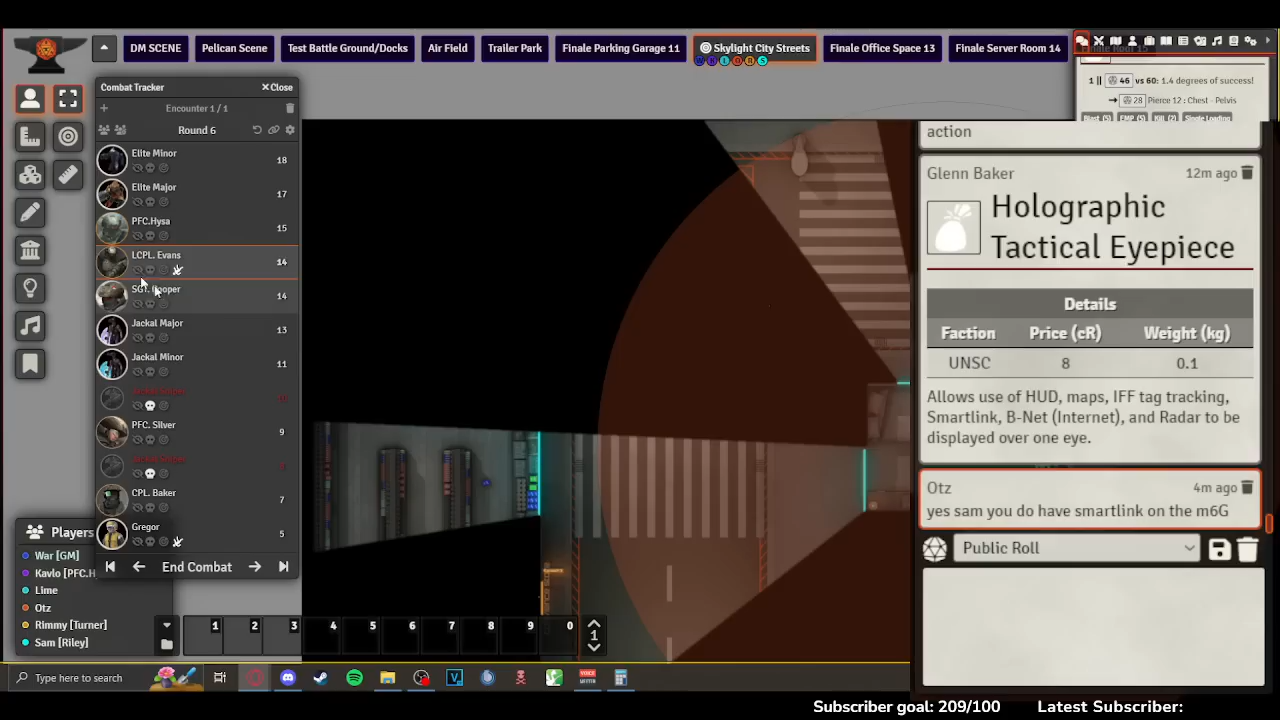 DM SCENE
Pelican Scene
Test Battle Ground/Docks
Air Field
Trailer Park
Finale Parking Garage 11
Skylight City Streets
Finale Office Space 13
Finale Server Room 14
Combat Tracker
Close
Encounter 1 / 1
Round 6
Elite Minor
18
Elite Major
17
PFC.Hysa
15
LCPL. Evans
14
14
Jackal Major
13
Jackal Minor
11
PFC. Silver
9
CPL. Baker
7
Gregor
5
End Combat
Players
War [GM]
Kavlo [PFC.H
Lime
Otz
Rimmy [Turner]
Sam [Riley]
1 2 3 4 5 6 7 8 9 0
1
1 || 46 vs 60: 1.4 degrees of success!
→ 28 Pierce 12 : Chest - Pelvis
action
Glenn Baker
12m ago
Holographic
Tactical Eyepiece
Details
Faction Price (cR) Weight (kg)
UNSC 8 0.1
Allows use of HUD, maps, IFF tag tracking,
Smartlink, B-Net (Internet), and Radar to be
displayed over one eye.
Otz
4m ago
yes sam you do have smartlink on the m6G
Public Roll
Type here to search
Subscriber goal: 209/100
Latest Subscriber: